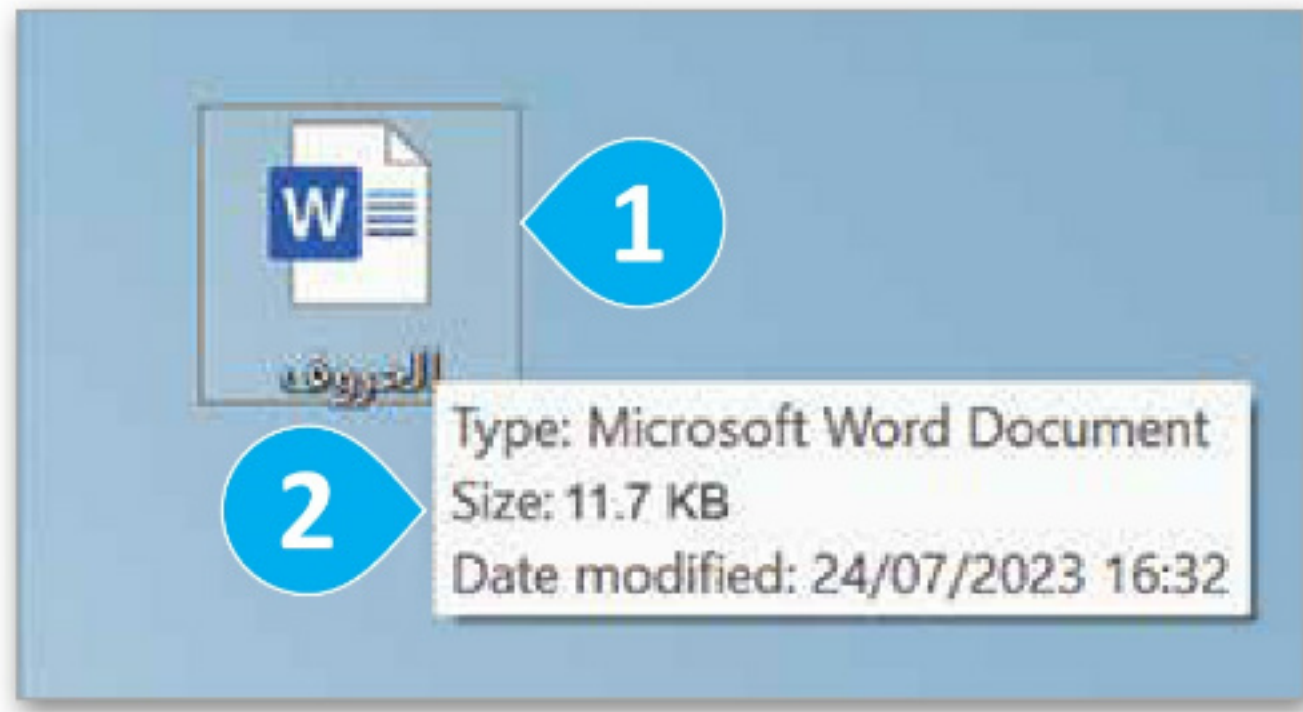 W
1
الحروف
Type: Microsoft Word Document
2
Size: 11.7 KB
Date modified: 24/07/2023 16:32